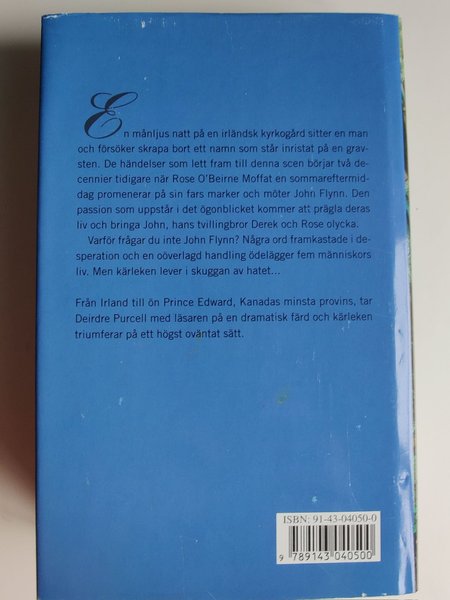 En månljus natt på en irländsk kyrkogård sitter en man
och försöker skrapa bort ett namn som står inristat på en grav-
sten. De händelser som lett fram till denna scen börjar två de-
cennier tidigare när Rose O'Beirne Moffat en sommareftermid-
dag promenerar på sin fars marker och möter John Flynn. Den
passion som uppstår i det ögonblicket kommer att prägla deras
liv och bringa John, hans tvillingbror Derek och Rose olycka.
Varför frågar du inte John Flynn? Några ord framkastade i de-
speration och en oöverlagd handling ödelägger fem människors
liv. Men kärleken lever i skuggan av hatet...
Från Irland till ön Prince Edward, Kanadas minsta provins, tar
Deirdre Purcell med läsaren på en dramatisk färd och kärleken
triumferar på ett högst oväntat sätt.
ISBN: 91-43-04050-0
9 789143 040500